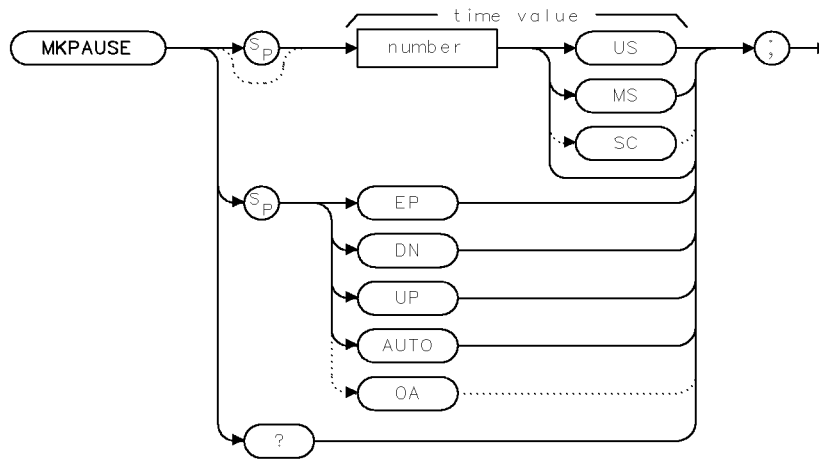 time value
MKPAUSE
SP
number
US
;
MS
SC
SP
EP
DN
UP
AUTO
OA
?